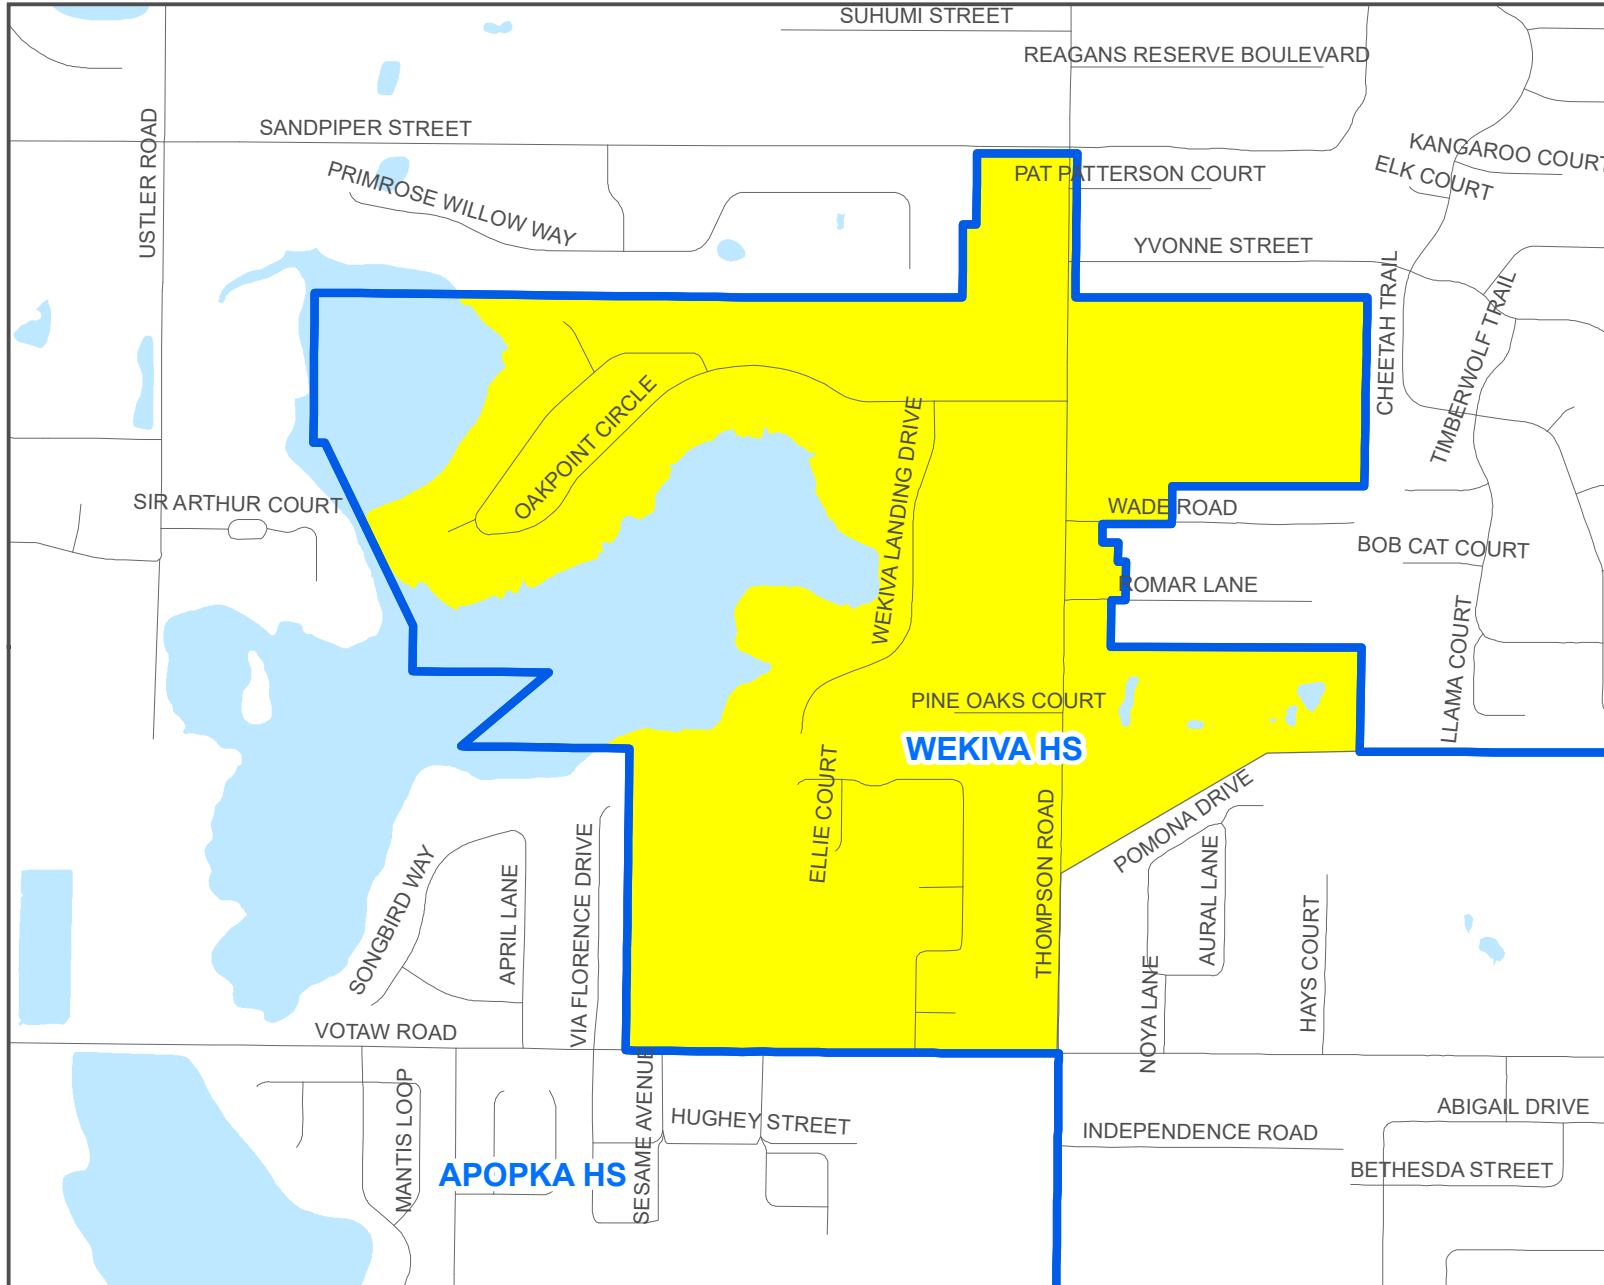 SUHUMI STREET
REAGANS RESERVE BOULEVARD
SANDPIPER STREET
USTLER ROAD
KANGAROO COURT
ELK COURT
PAT PATTERSON COURT
PRIMROSE WILLOW WAY
YVONNE STREET
CHEETAH TRAIL
TIMBERWOLF TRAIL
OAKPOINT CIRCLE
WEKIVA LANDING DRIVE
SIR ARTHUR COURT
WADE ROAD
BOB CAT COURT
ROMAR LANE
LLAMA COURT
PINE OAKS COURT
WEKIVA HS
ELLIE COURT
THOMPSON ROAD
POMONA DRIVE
SONGBIRD WAY
APRIL LANE
VIA FLORENCE DRIVE
AURAL LANE
HAYS COURT
NOYA LANE
VOTAW ROAD
MANTIS LOOP
SESAME AVENUE
HUGHEY STREET
ABIGAIL DRIVE
INDEPENDENCE ROAD
BETHESDA STREET
APOPKA HS